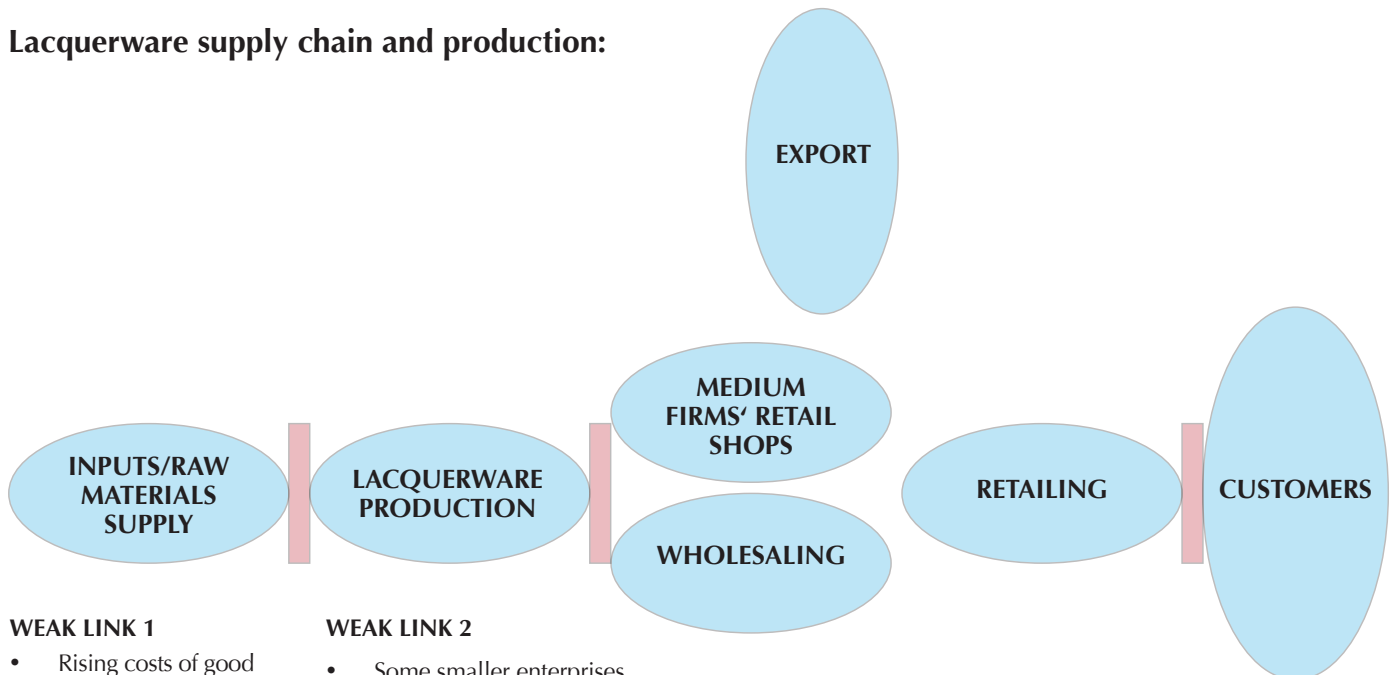 Lacquerware supply chain and production:
EXPORT
MEDIUM
FIRMS‘ RETAIL
SHOPS
INPUTS/RAW
MATERIALS
SUPPLY
LACQUERWARE
PRODUCTION
WHOLESALING
RETAILING
CUSTOMERS
WEAK LINK 1
• Rising costs of good
WEAK LINK 2
• Some smaller enterprises